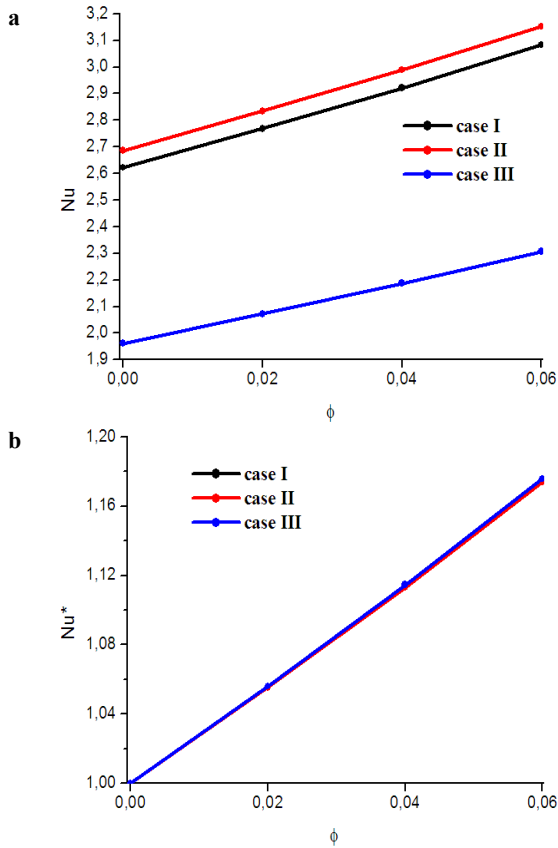 a
3,2
3,1
3,0
2,9
2,8
2,7
2,6
2,5
2,4
2,3
2,2
2,1
2,0
1,9
Nu
case I
case II
case III
0,00 0,02 0,04 0,06
ϕ
b
1,20
1,16
1,12
1,08
1,04
1,00
Nu*
case I
case II
case III
0,00 0,02 0,04 0,06
ϕ